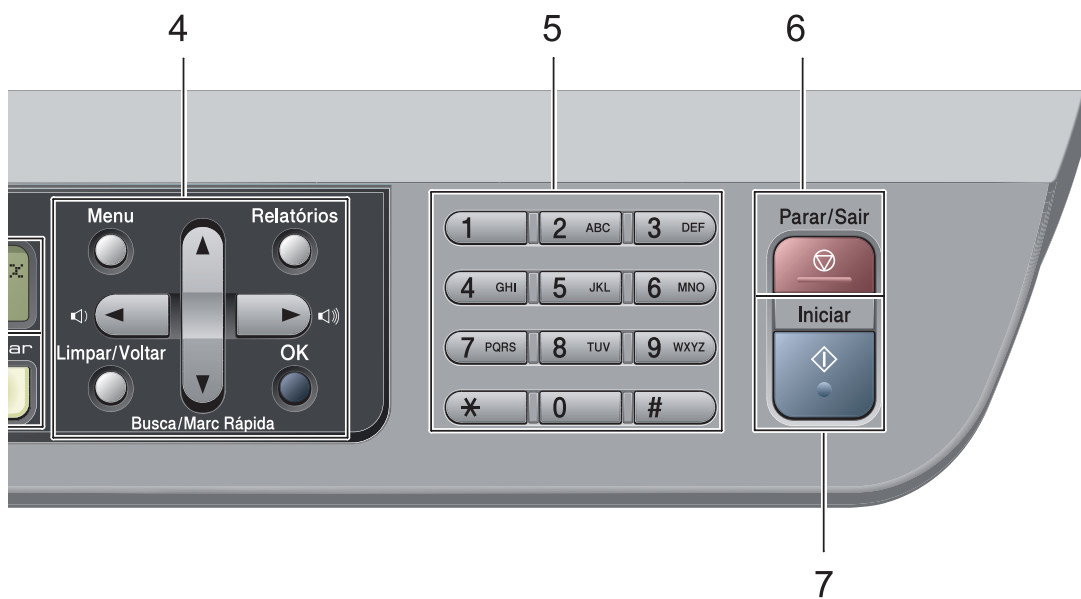 4 5 6
Menu Relatórios
Parar/Sair
1 2 ABC 3 DEF
4 GHI 5 JKL 6 MNO
Iniciar
ar
Limpar/Voltar OK
7 PQRS 8 TUV 9 WXYZ
* 0 #
Busca/Marc Rápida
7